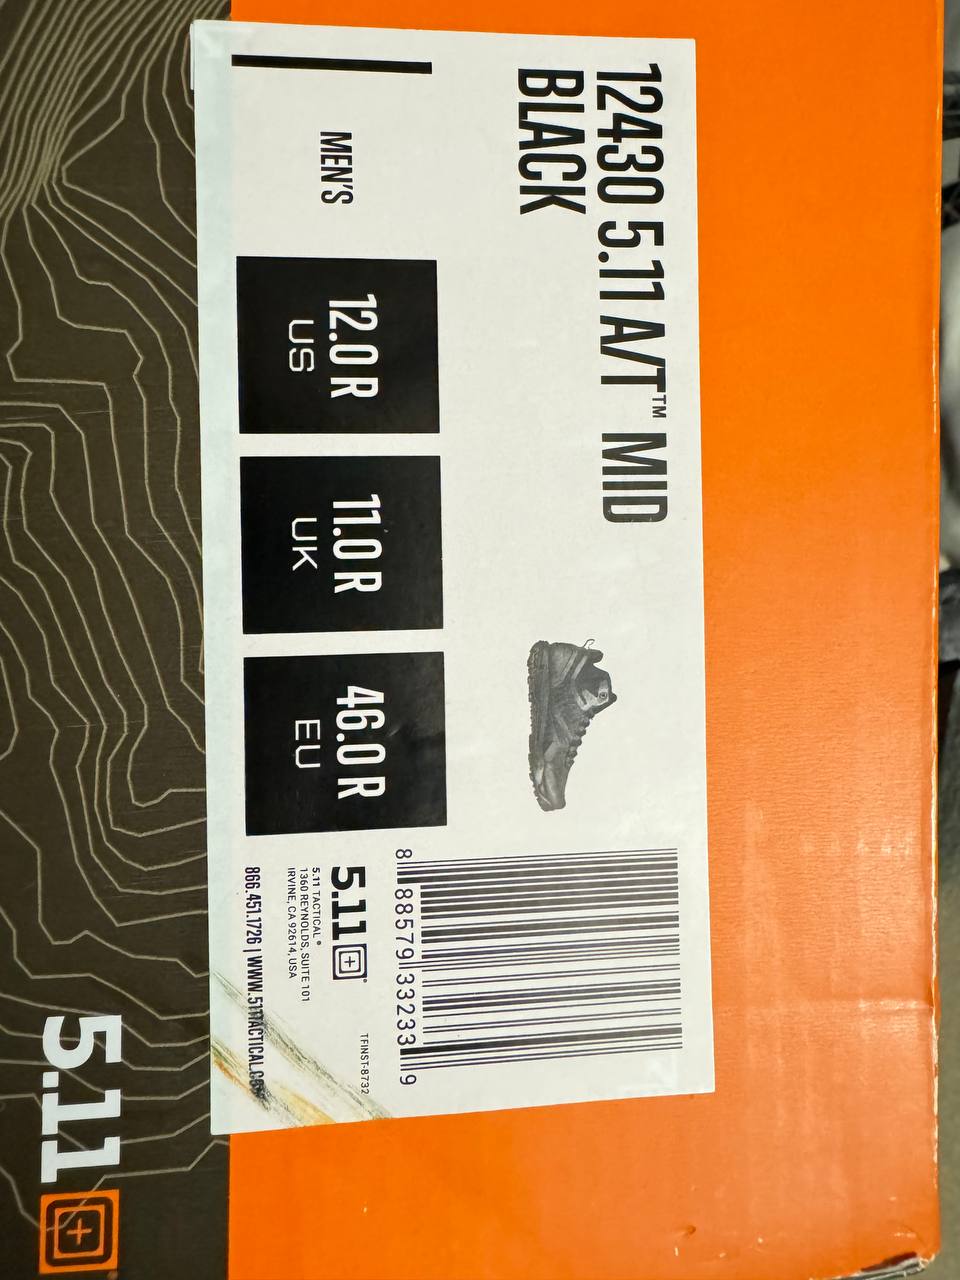 12430 5.11 A/T™ MID
BLACK
MEN'S
12.0 R
US
11.0 R
UK
46.0 R
EU
8 88579 33233 9
5.11®
5.11 TACTICAL®
1360 REYNOLDS, SUITE 101
IRVINE, CA 92614, USA
866.451.1726 | WWW.511TACTICAL.COM
TFINST-8732
5.11